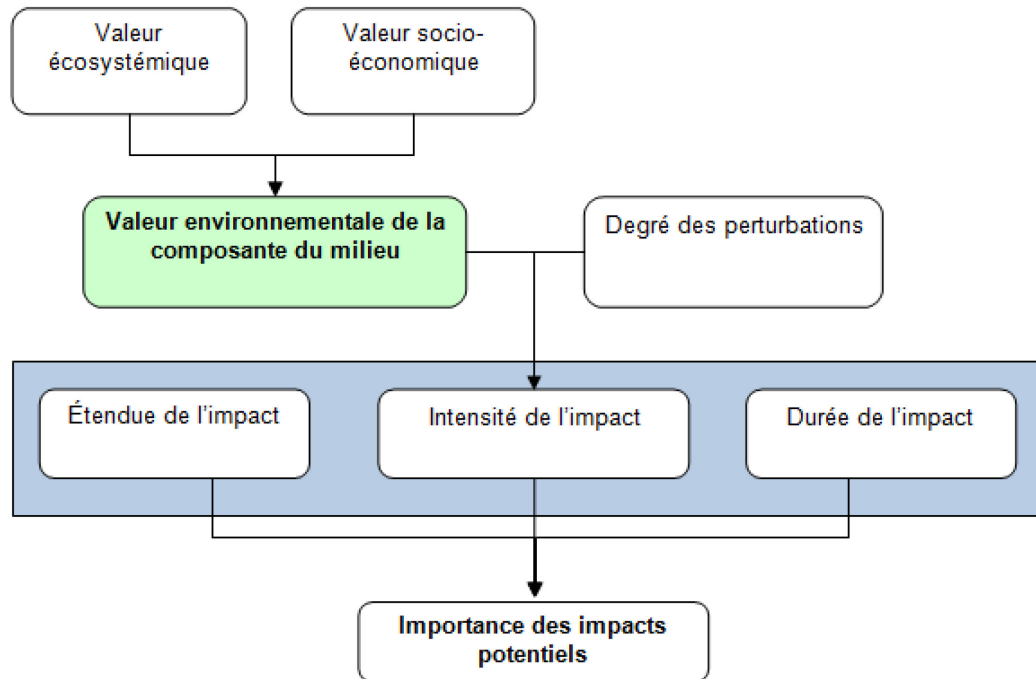 Valeur
écosystémique
Valeur socio-
économique
Valeur environnementale de la
composante du milieu
Degré des perturbations
Étendue de l'impact
Intensité de l'impact
Durée de l'impact
Importance des impacts
potentiels